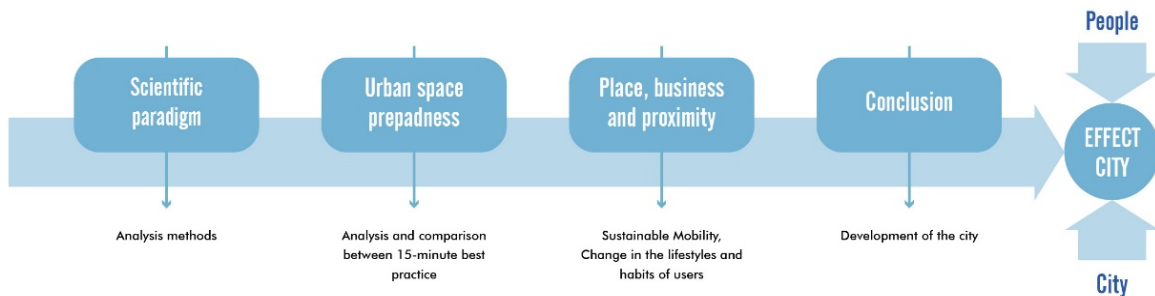 Scientific
paradigm
Analysis methods
Urban space
prepadness
Analysis and comparison
between 15-minute best
practice
Place, business
and proximity
Sustainable Mobility,
Change in the lifestyles and
habits of users
Conclusion
Development of the city
People
EFFECT
CITY
City